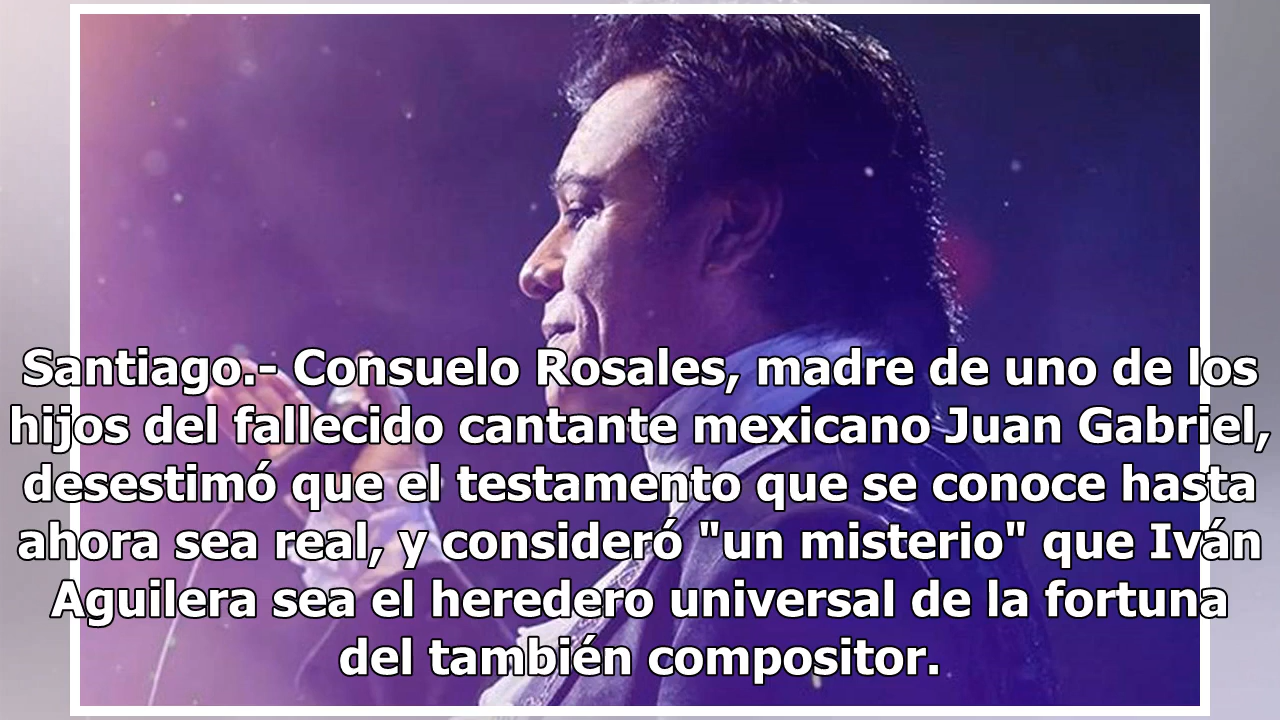 Santiago.- Consuelo Rosales, madre de uno de los
hijos del fallecido cantante mexicano Juan Gabriel,
desestimó que el testamento que se conoce hasta
ahora sea real, y consideró "un misterio" que Iván
Aguilera sea el heredero universal de la fortuna
del también compositor.